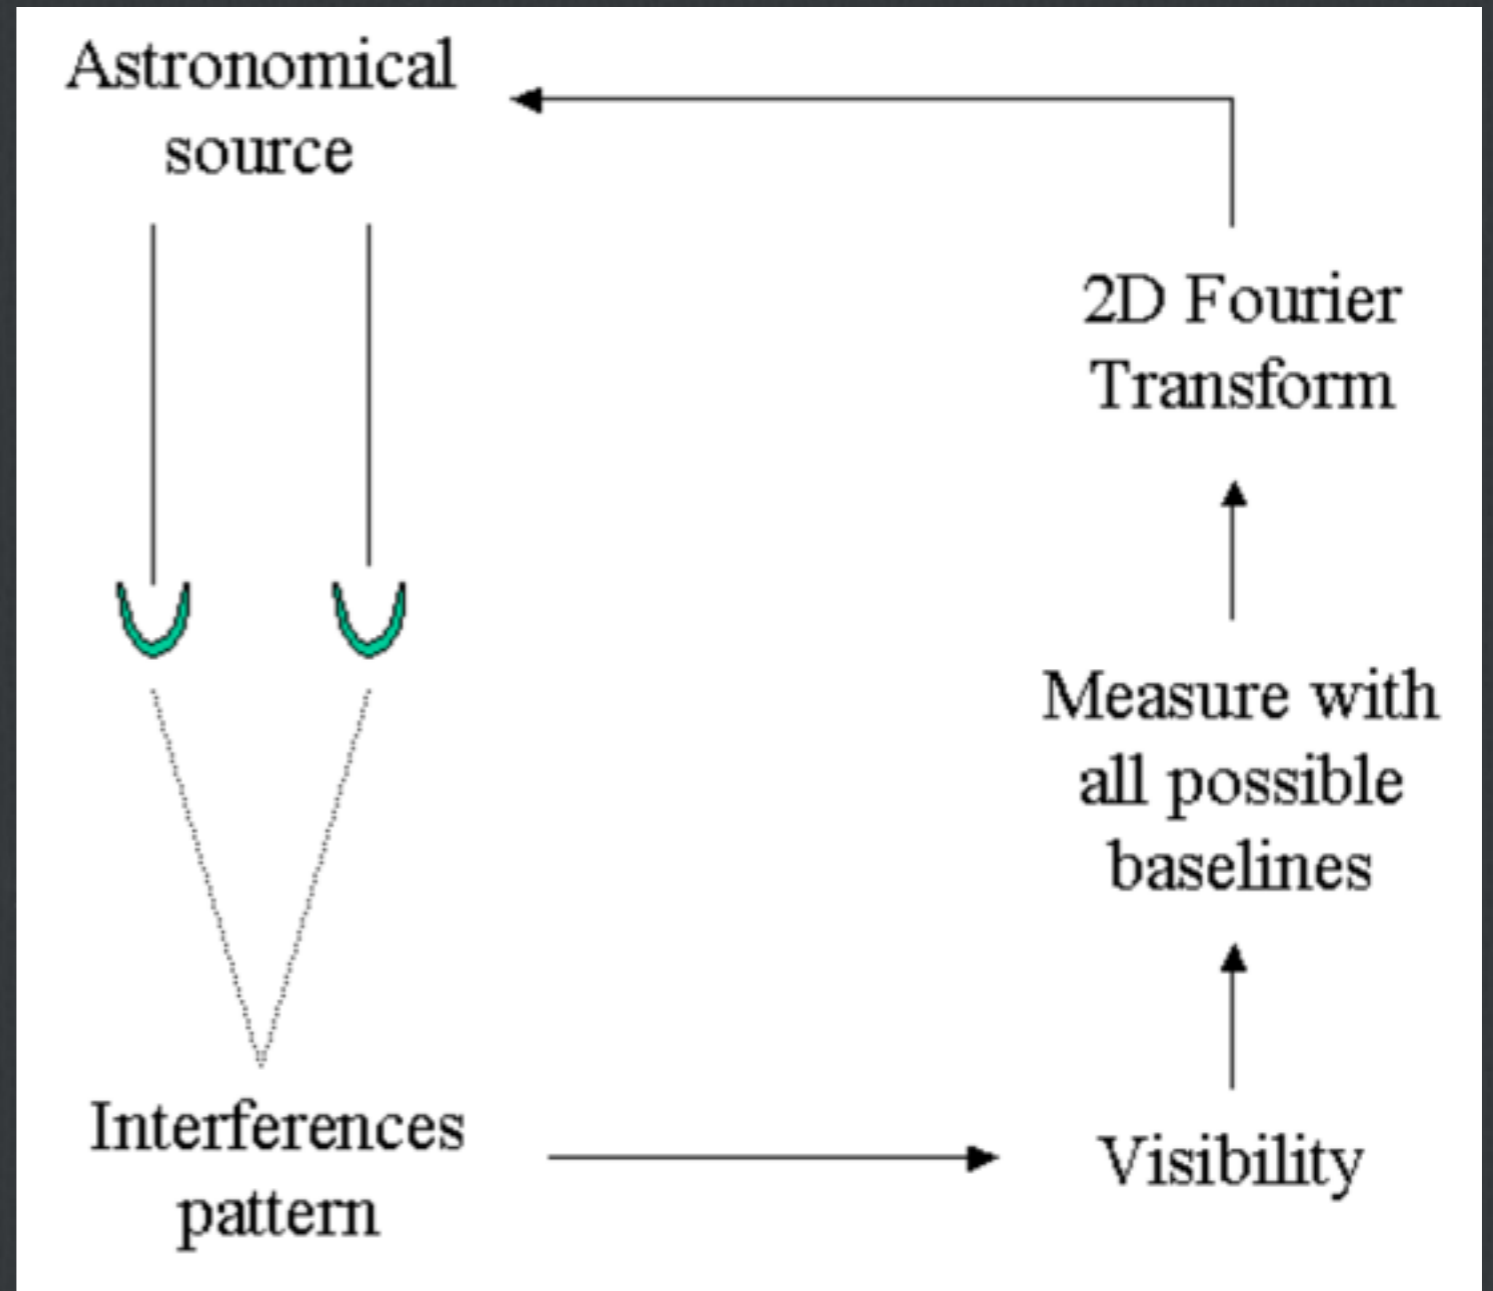 Astronomical
source
2D Fourier
Transform
Measure with
all possible
baselines
Interferences
pattern
Visibility